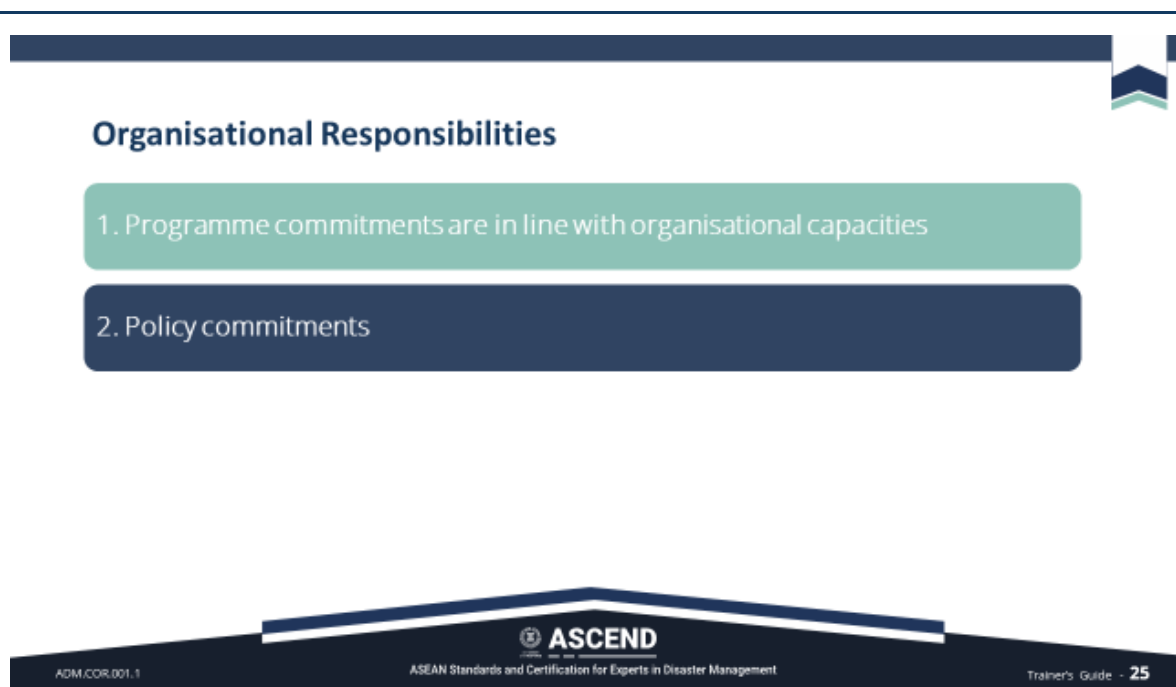 Organisational Responsibilities
1. Programme commitments are in line with organisational capacities
2. Policy commitments
ASCEND
ADM.COR.001.1
ASEAN Standards and Certification for Experts in Disaster Management
Trainer's Guide - 25